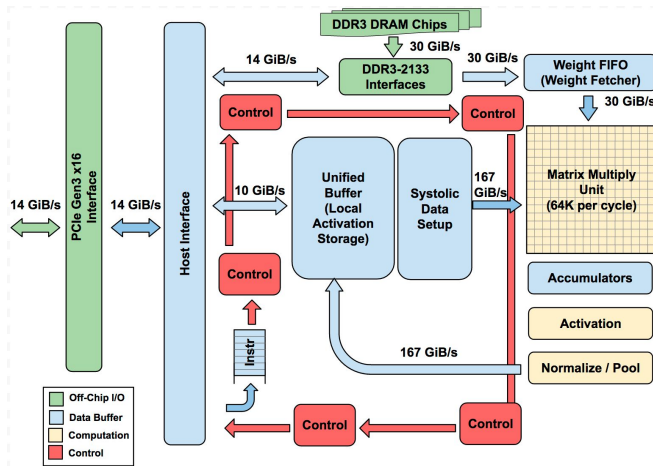 DDR3 DRAM Chips
14 GiB/s
30 GiB/s
30 GiB/s
DDR3-2133
Interfaces
Weight FIFO
(Weight Fetcher)
30 GiB/s
Control
Control
PCIe Gen3 x16
Interface
14 GiB/s
14 GiB/s
Host Interface
10 GiB/s
Unified
Buffer
(Local
Activation
Storage)
Systolic
Data
Setup
167
GiB/s
Matrix Multiply
Unit
(64K per cycle)
Control
Accumulators
Activation
Instr
167 GiB/s
Normalize / Pool
Off-Chip I/O
Data Buffer
Computation
Control
Control
Control